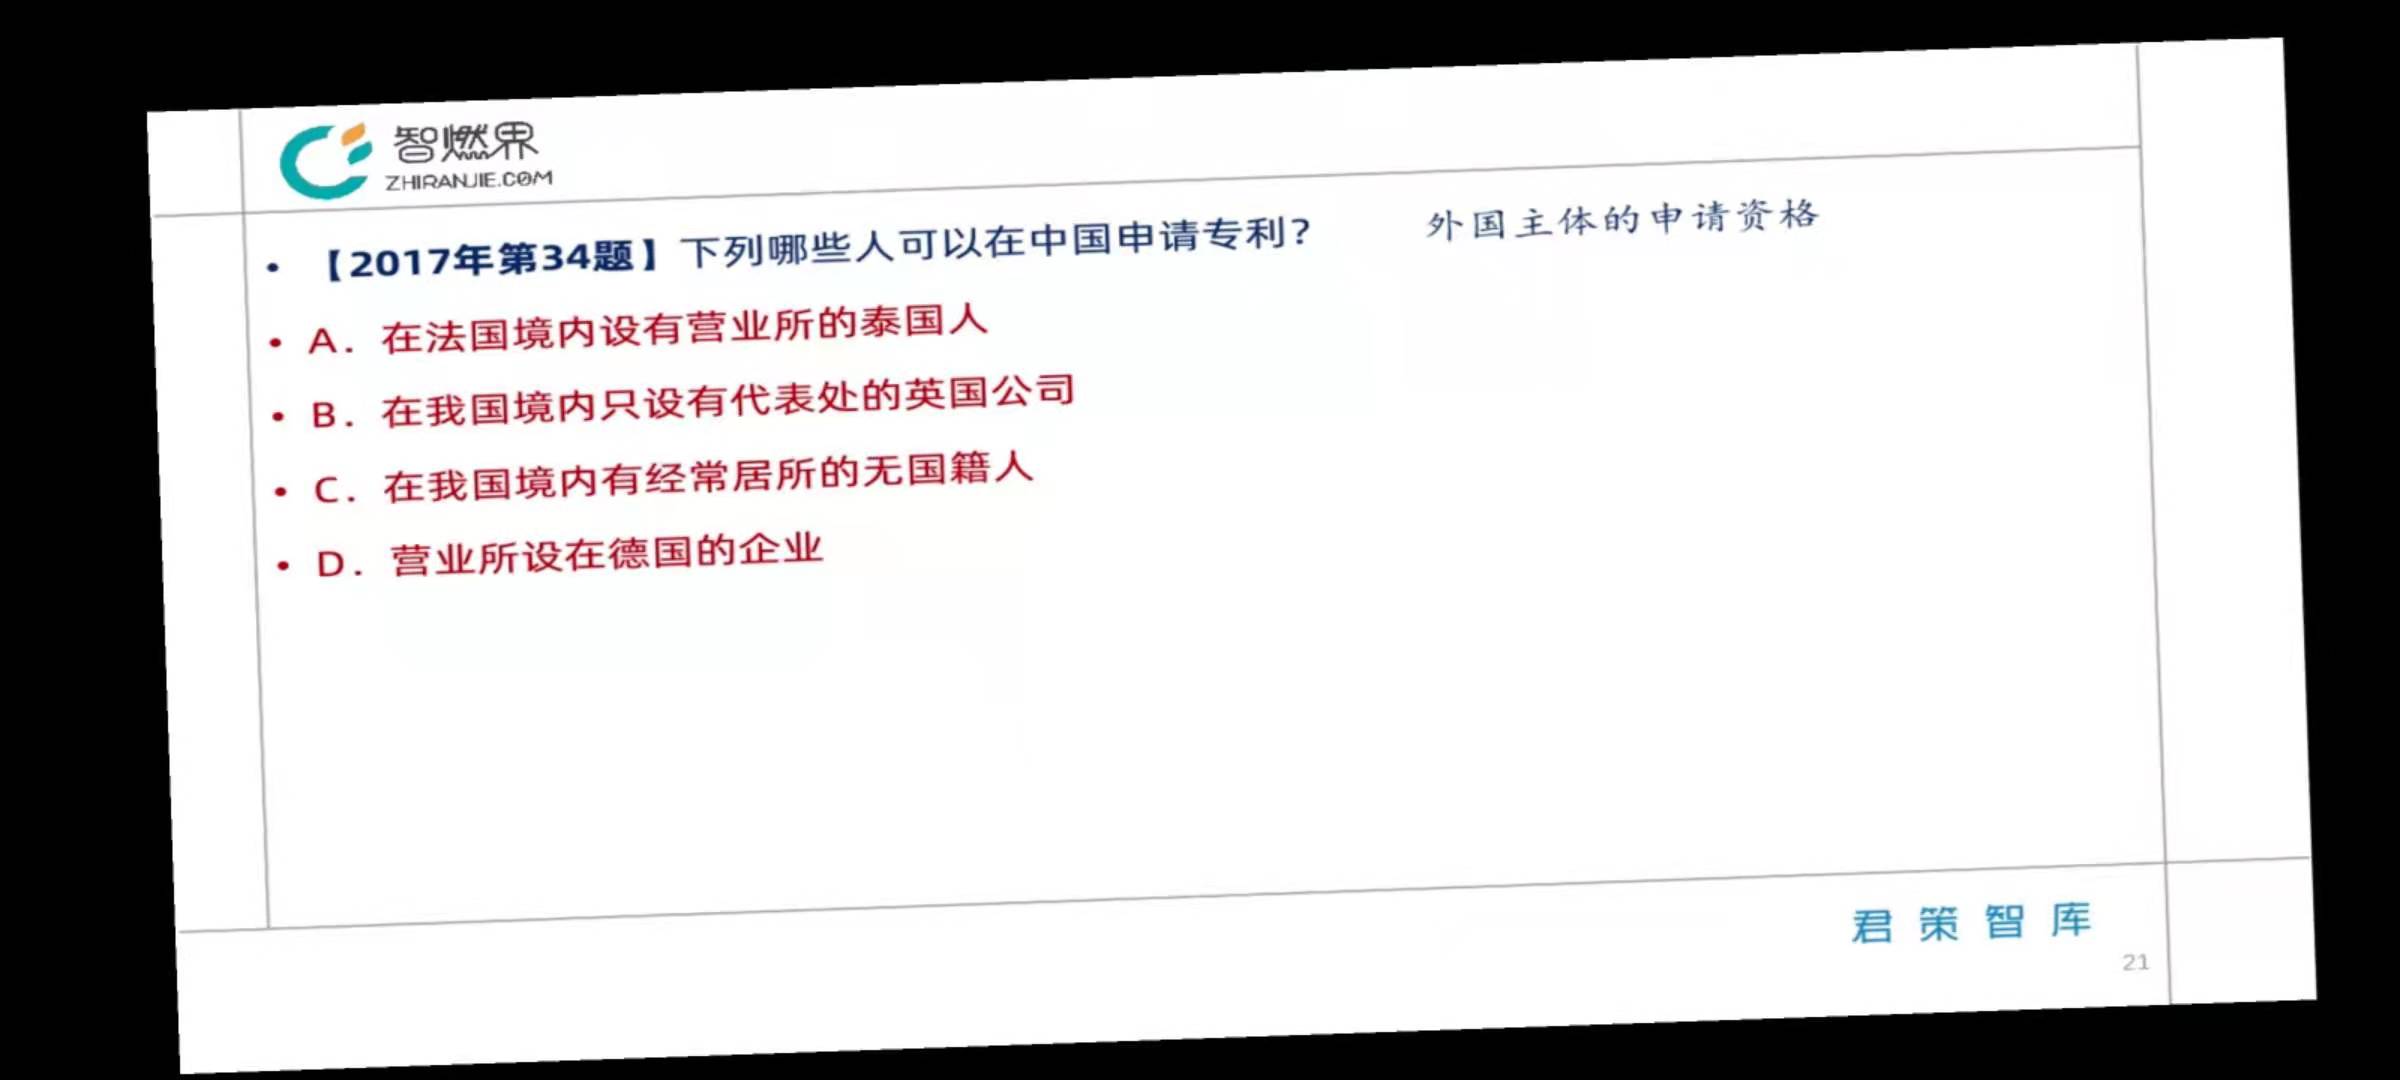 智燃界
ZHIRANJIE.COM
• 【2017年第34题】下列哪些人可以在中国申请专利？ 外国主体的申请资格
• A. 在法国境内设有营业所的泰国人
• B. 在我国境内只设有代表处的英国公司
• C. 在我国境内有经常居所的无国籍人
• D. 营业所设在德国的企业
君策智库
21